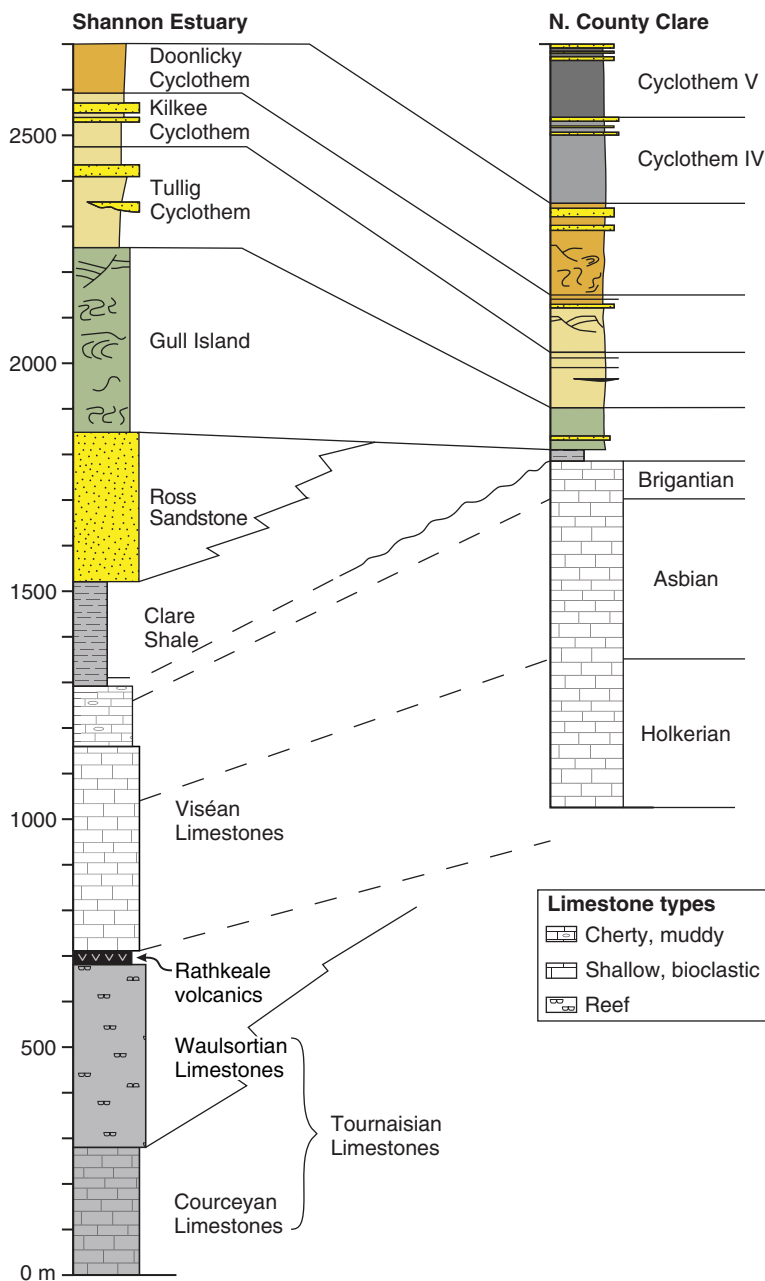 Shannon Estuary
N. County Clare
Doonlicky
Cyclothem
Kilkee
Cyclothem
Tullig
Cyclothem
Gull Island
Ross
Sandstone
Clare
Shale
Viséan
Limestones
Rathkeale
volcanics
Waulsortian
Limestones
Tournaisian
Limestones
Courceyan
Limestones
2500
2000
1500
1000
500
0 m
Cyclothem V
Cyclothem IV
Brigantian
Asbian
Holkerian
Limestone types
Cherty, muddy
Shallow, bioclastic
Reef